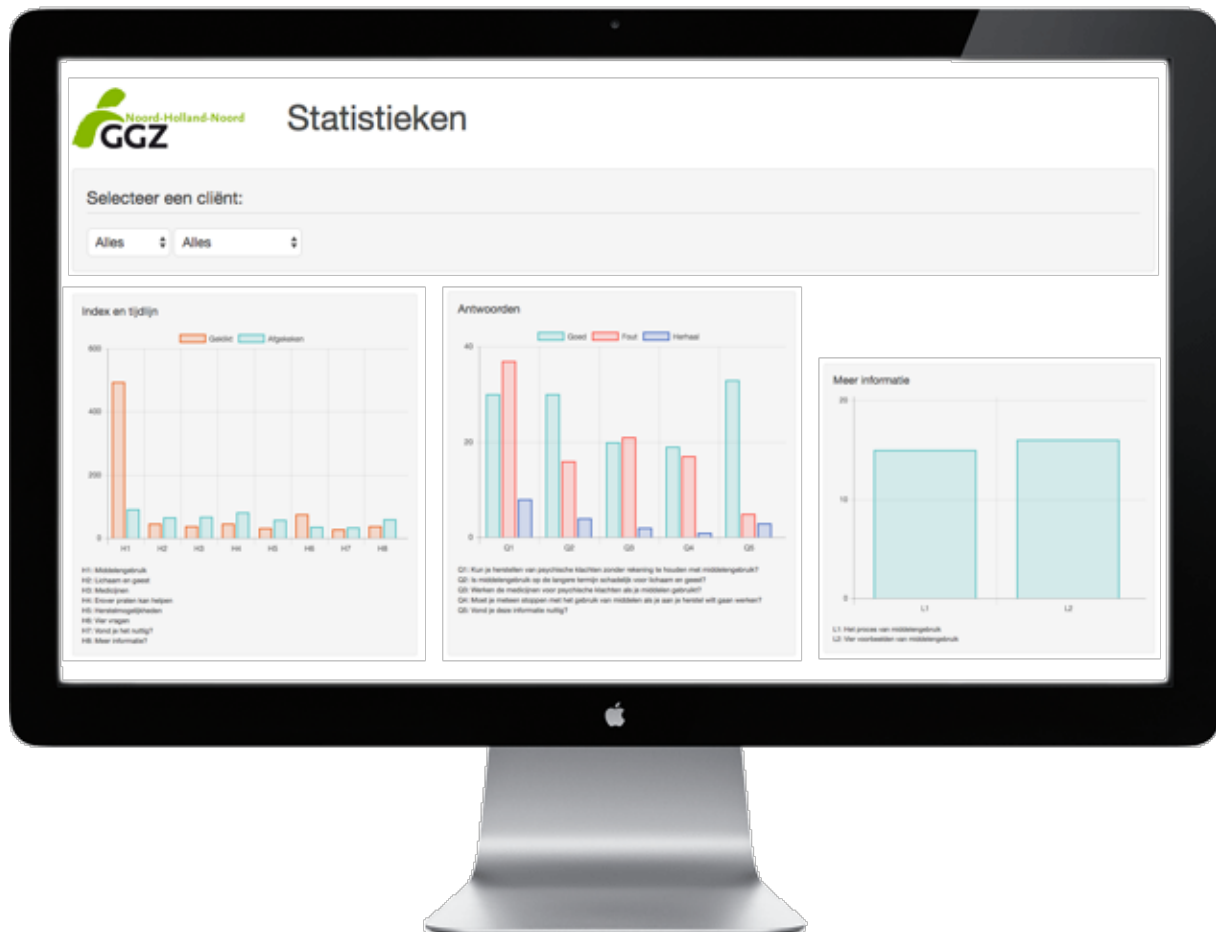 Noord-Holland-Noord
GGZ
Statistieken
Selecteer een cliënt:
Alles Alles
Index en tijdlijn
Geklikt Afgekeken
600
400
200
0
H1 H2 H3 H4 H5 H6 H7 H8
H1: Middelengebruik
H2: Lichaam en geest
H3: Medicijnen
H4: Erover praten kan helpen
H5: Herstelmogelijkheden
H6: Vier vragen
H7: Vond je het nuttig?
H8: Meer informatie?
Antwoorden
Goed Fout Herhaal
40
20
0
Q1 Q2 Q3 Q4 Q5
Q1: Kun je herstellen van psychische klachten zonder rekening te houden met middelengebruik?
Q2: Is middelengebruik op de langere termijn schadelijk voor lichaam en geest?
Q3: Werken de medicijnen voor psychische klachten als je middelen gebruikt?
Q4: Moet je meteen stoppen met het gebruik van middelen als je aan je herstel wilt gaan werken?
Q5: Vond je deze informatie nuttig?
Meer informatie
20
10
0
L1 L2
L1: Het proces van middelengebruik
L2: Vier voorbeelden van middelengebruik